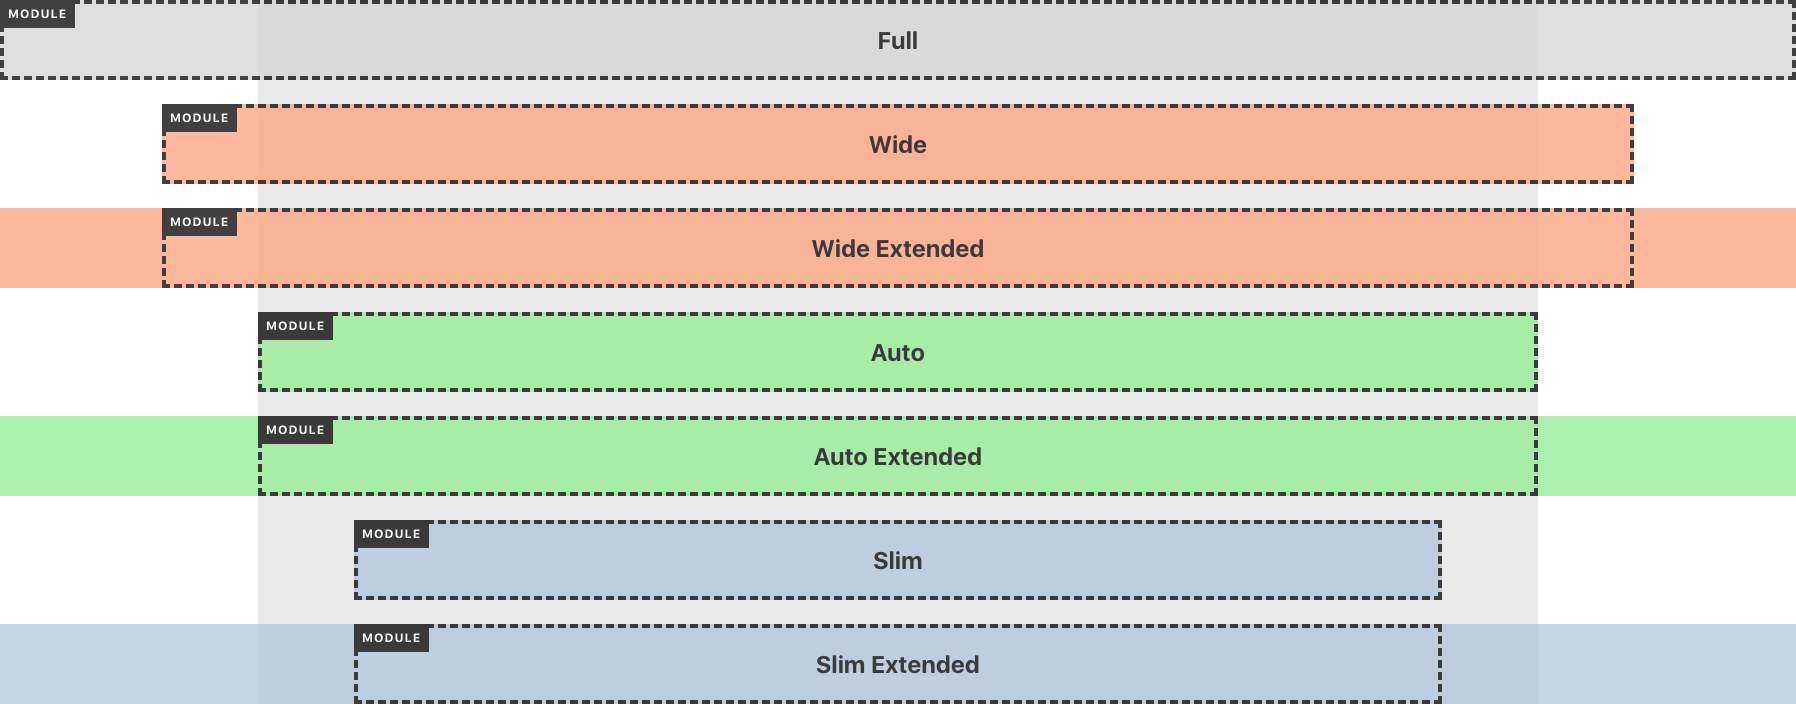 MODULE
Full
MODULE
Wide
MODULE
Wide Extended
MODULE
Auto
MODULE
Auto Extended
MODULE
Slim
MODULE
Slim Extended